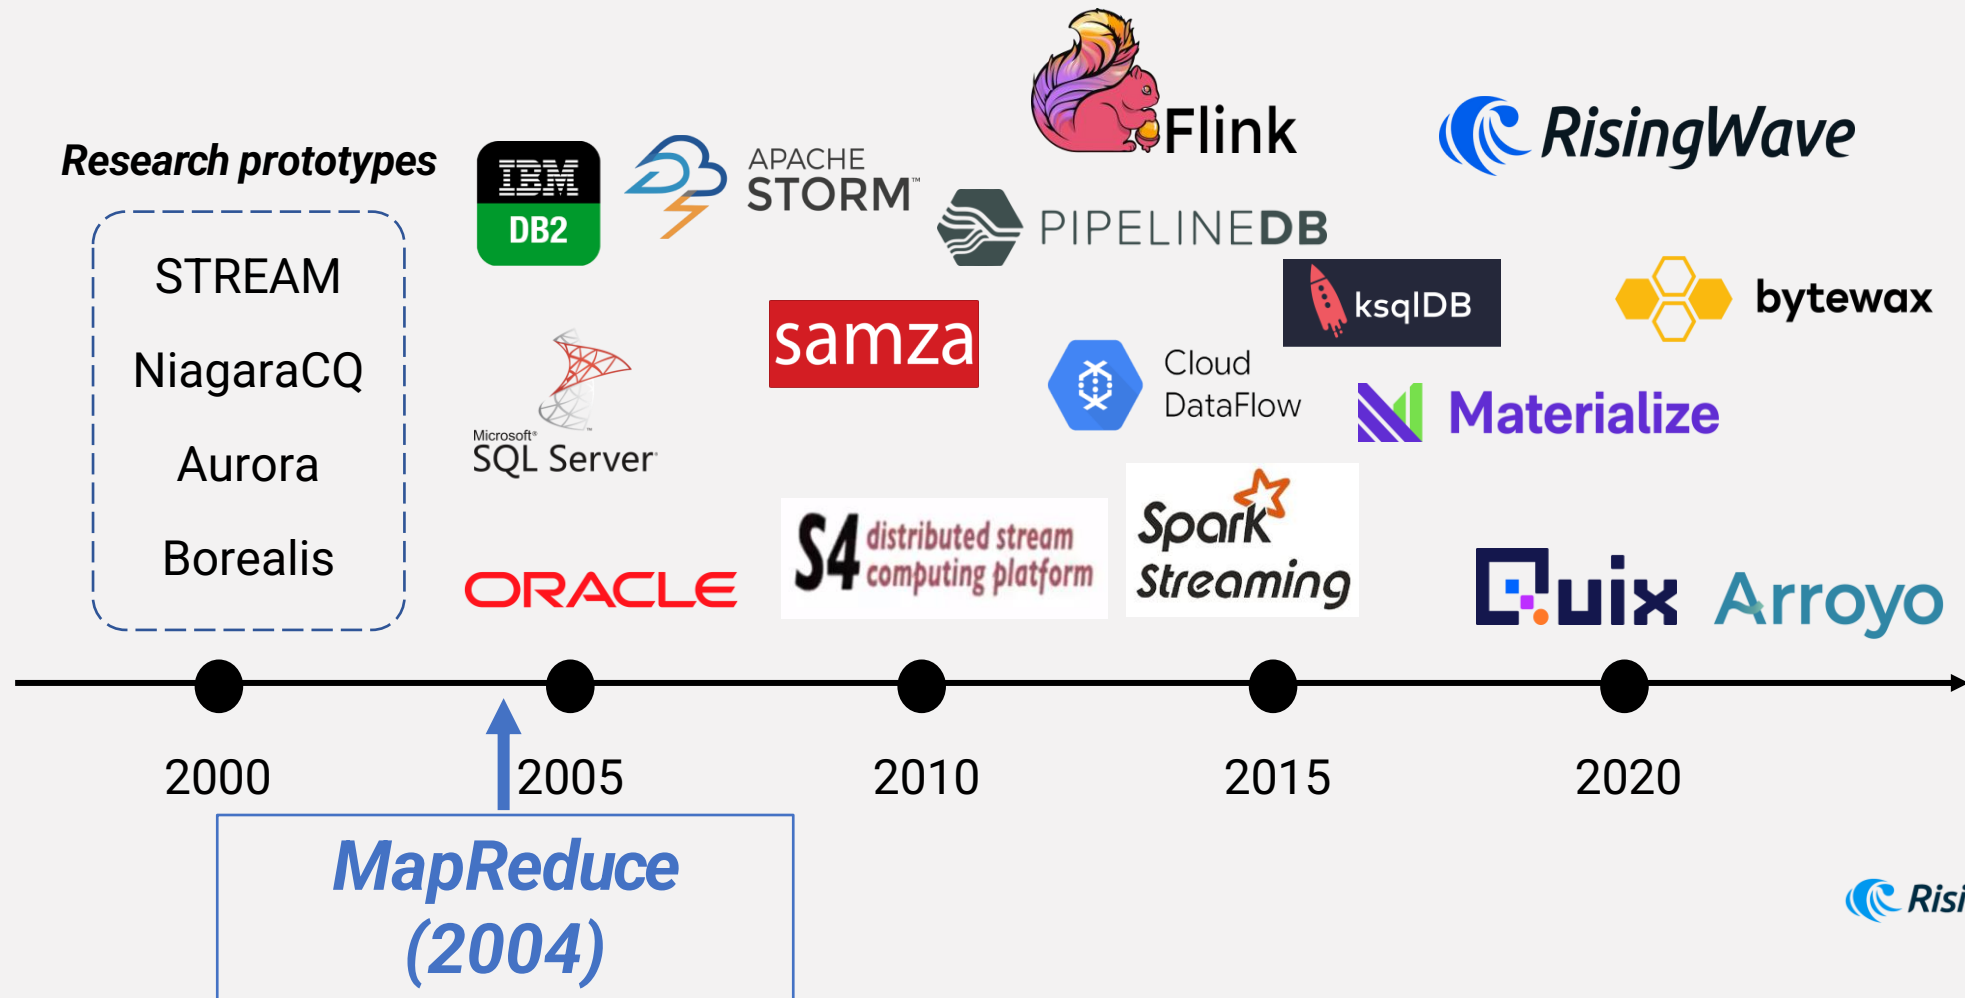 Research prototypes
STREAM
NiagaraCQ
Aurora
Borealis
IBM
DB2
APACHE
STORM™
Flink
PIPELINEDB
RisingWave
Microsoft®
SQL Server
samza
Cloud
DataFlow
ksqlDB
bytewax
Materialize
ORACLE
S4 distributed stream
computing platform
Spark
Streaming
Quix
Arroyo
2000
2005
2010
2015
2020
MapReduce
(2004)
Risi